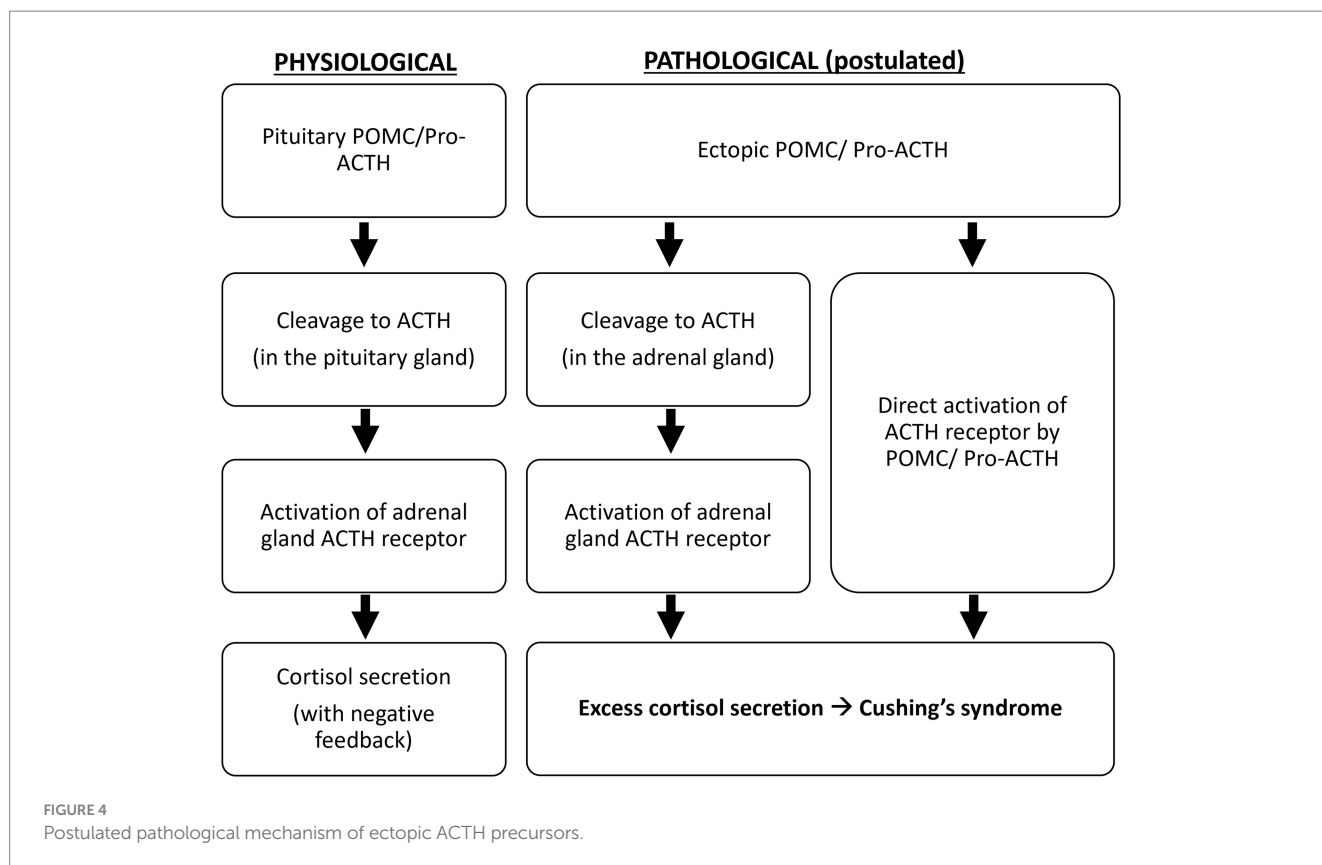 PHYSIOLOGICAL
PATHOLOGICAL (postulated)
Pituitary POMC/Pro-
ACTH
Ectopic POMC/ Pro-ACTH
Cleavage to ACTH
(in the pituitary gland)
Cleavage to ACTH
(in the adrenal gland)
Direct activation of
ACTH receptor by
POMC/ Pro-ACTH
Activation of adrenal
gland ACTH receptor
Activation of adrenal
gland ACTH receptor
Cortisol secretion
(with negative
feedback)
Excess cortisol secretion → Cushing's syndrome
FIGURE 4
Postulated pathological mechanism of ectopic ACTH precursors.